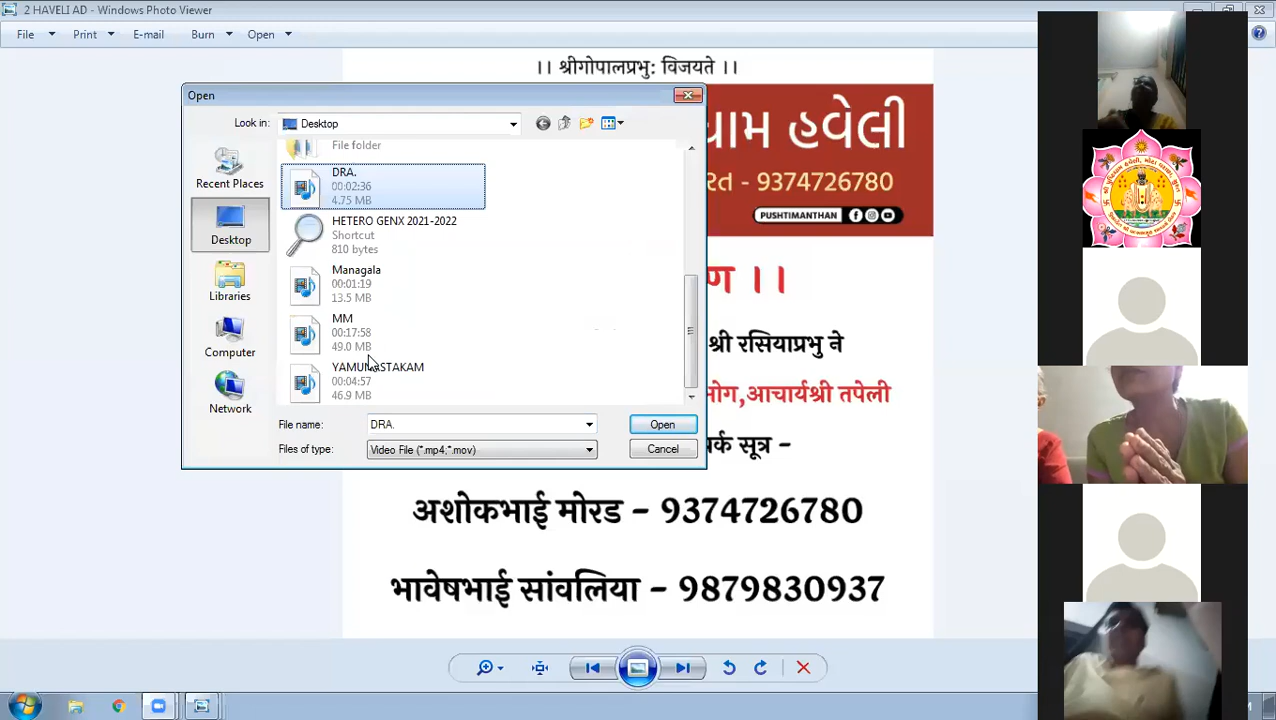 2 HAVELI AD - Windows Photo Viewer
File
Print
E-mail
Burn
Open
।। श्रीगोपालप्रभु: विजयते ।।
Open
Look in:
Desktop
Recent Places
Desktop
Libraries
Computer
Network
File folder
DRA.
00:02:36
4.75 MB
HETERO GENX 2021-2022
Shortcut
810 bytes
Managala
00:01:19
13.5 MB
MM
00:17:58
49.0 MB
YAMUNASTAKAM
00:04:57
46.9 MB
File name:
DRA.
Open
Files of type:
Video File (*.mp4;*.mov)
Cancel
હવેલી
- 9374726780
PUSHTIMANTHAN
ण ।।
श्री रसियाप्रभु ने
आचार्यश्री तपेली
सूत्र -
अशोकभाई मोरड - 9374726780
भावेषभाई सांवलिया - 9879830937